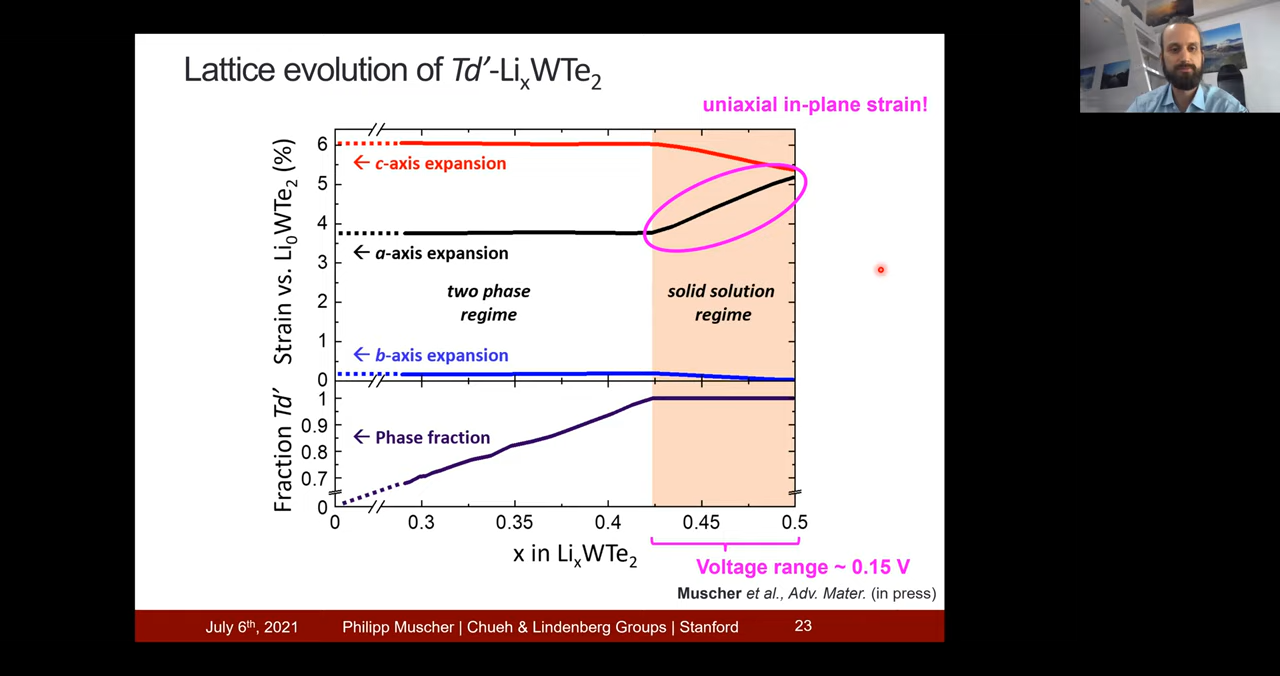 Lattice evolution of Td′-LiₓWTe₂
uniaxial in-plane strain!
Strain vs. Li₀WTe₂ (%)
6
5
4
3
2
1
0
← c-axis expansion
← a-axis expansion
two phase
regime
solid solution
regime
← b-axis expansion
Fraction Td′
1
0.9
0.8
0.7
0
← Phase fraction
0 0.3 0.35 0.4 0.45 0.5
x in LiₓWTe₂
Voltage range ~ 0.15 V
Muscher et al., Adv. Mater. (in press)
July 6th, 2021 Philipp Muscher | Chueh & Lindenberg Groups | Stanford 23